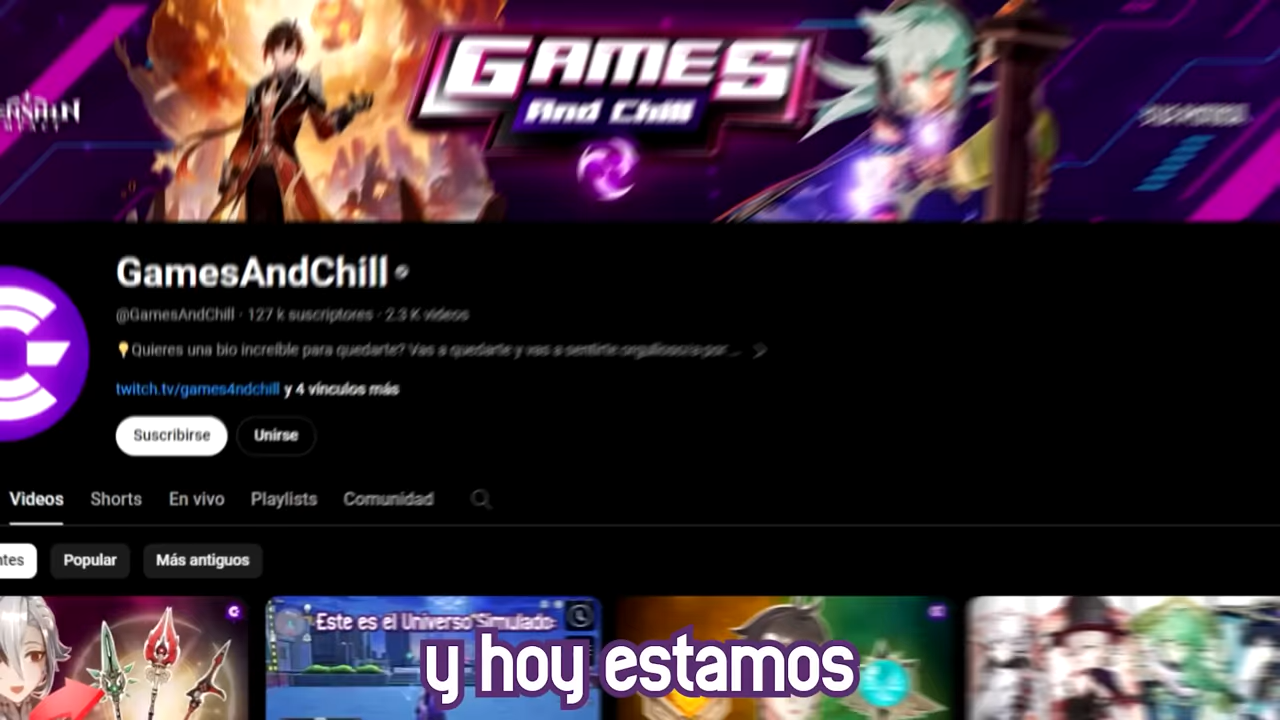 GAMES
And Chill
GamesAndChill
@GamesAndChill · 127 k suscriptores · 2.3 K videos
Quieres una bio increíble para quedarte? Vas a quedarte y vas a sentirte orgulloso/a por ...
twitch.tv/games4ndchill y 4 vínculos más
Suscribirse Unirse
Videos Shorts En vivo Playlists Comunidad
ntes Popular Más antiguos
Este es el Universo Simulado
y hoy estamos